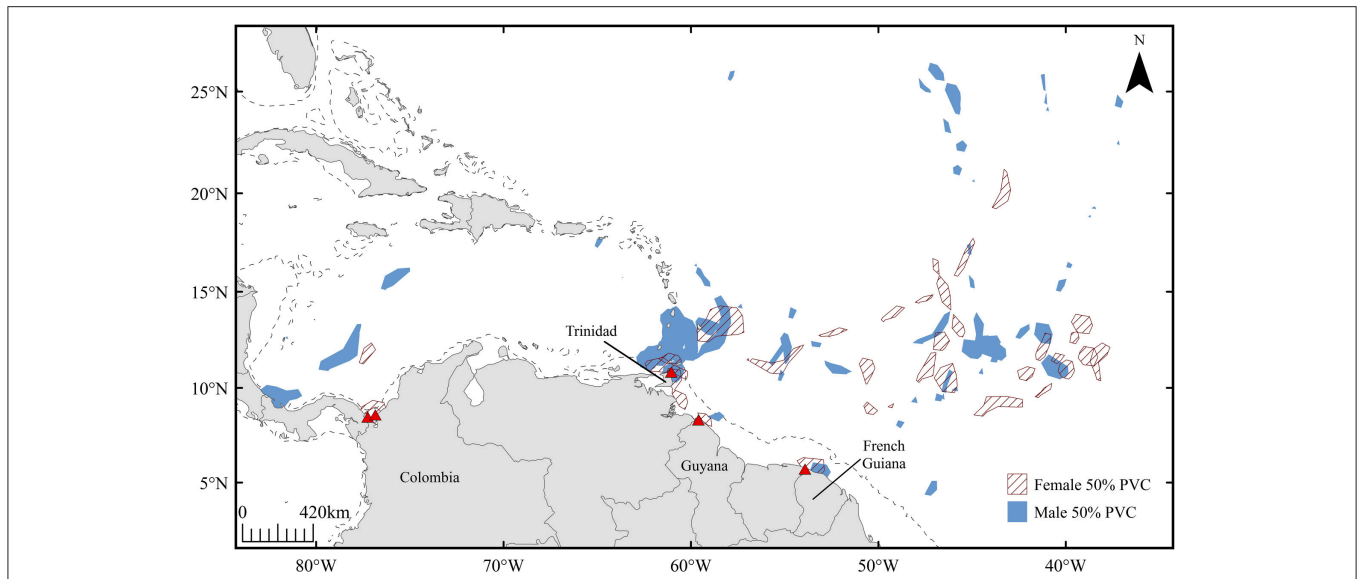 N
25°N
20°N
15°N
Trinidad
10°N
French
Guiana
Colombia
Guyana
5°N
Female 50% PVC
0 420km
Male 50% PVC
80°W 70°W 60°W 50°W 40°W